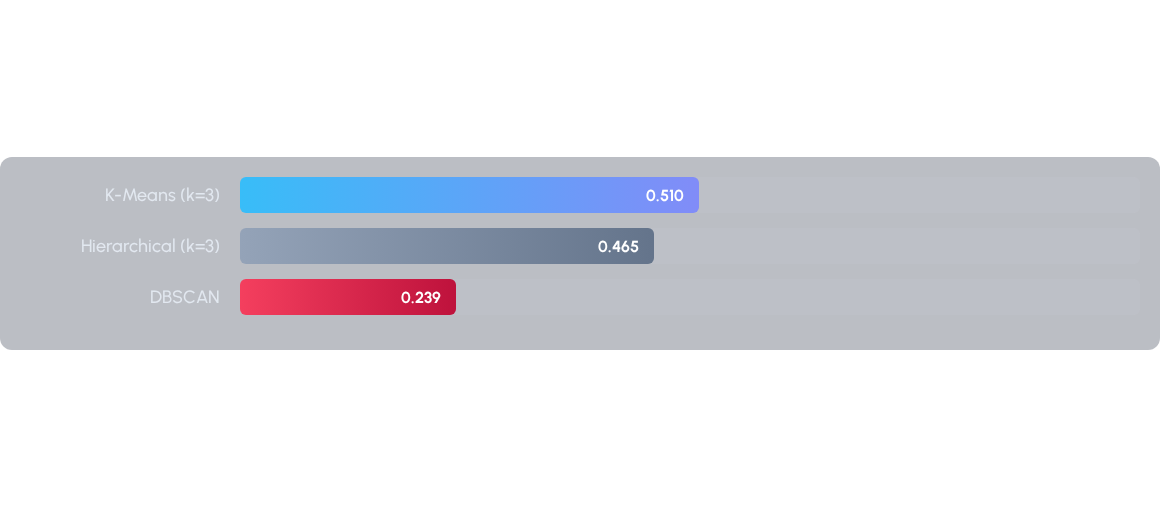 K-Means (k=3) 0.510
Hierarchical (k=3) 0.465
DBSCAN 0.239